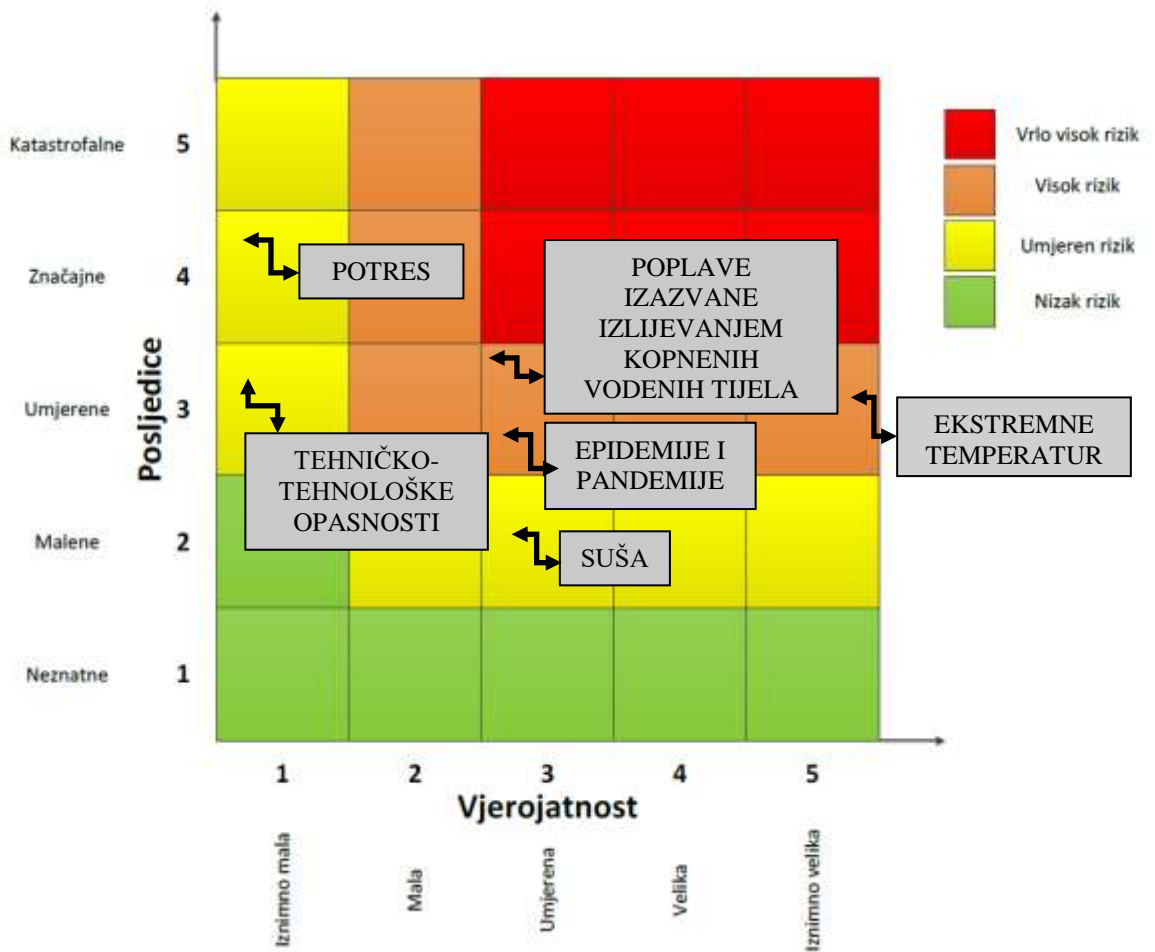 Katastrofalne 5
Značajne 4
Umjerene 3
Malene 2
Neznatne 1
Posljedice
POTRES
POPLAVE
IZAZVANE
IZLIJEVANJEM
KOPNENIH
VODENIH TIJELA
TEHNIČKO-
TEHNOLOŠKE
OPASNOSTI
EPIDEMIJE I
PANDEMIJE
SUŠA
EKSTREMNE
TEMPERATUR
Vrlo visok rizik
Visok rizik
Umjeren rizik
Nizak rizik
1 2 3 4 5
Vjerojatnost
Iznimno mala
Mala
Umjerena
Velika
Iznimno velika